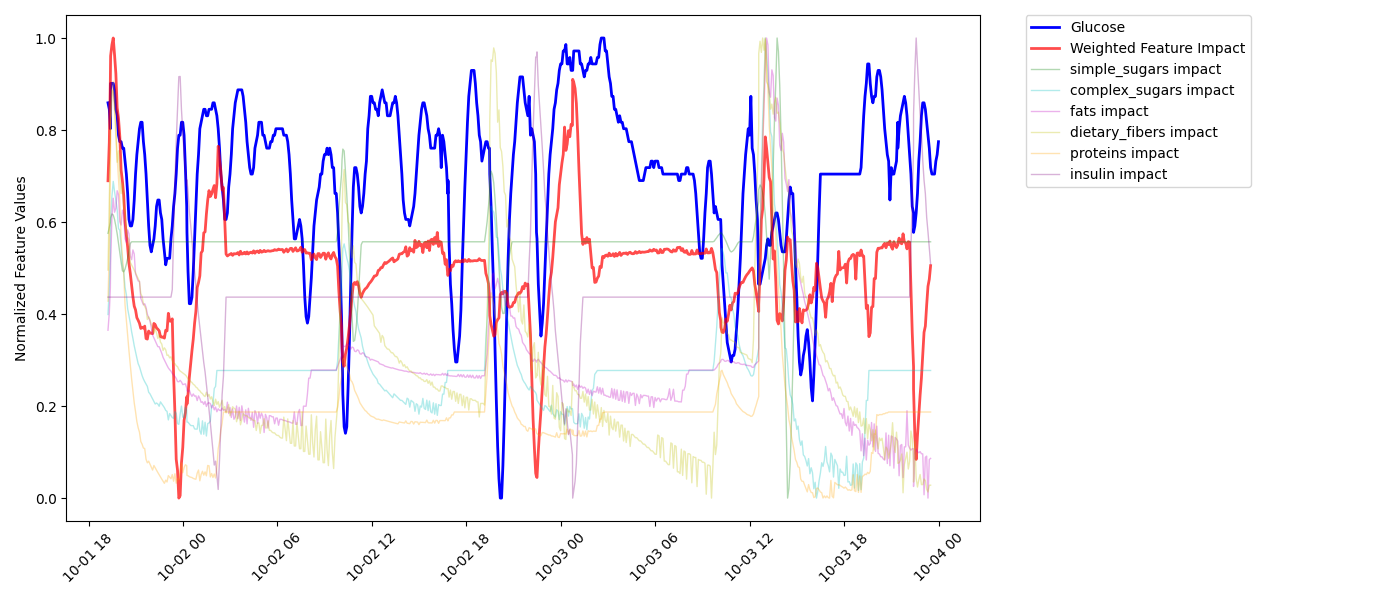 Normalized Feature Values
1.0
0.8
0.6
0.4
0.2
0.0
10-01 18
10-02 00
10-02 06
10-02 12
10-02 18
10-03 00
10-03 06
10-03 12
10-03 18
10-04 00
Glucose
Weighted Feature Impact
simple_sugars impact
complex_sugars impact
fats impact
dietary_fibers impact
proteins impact
insulin impact